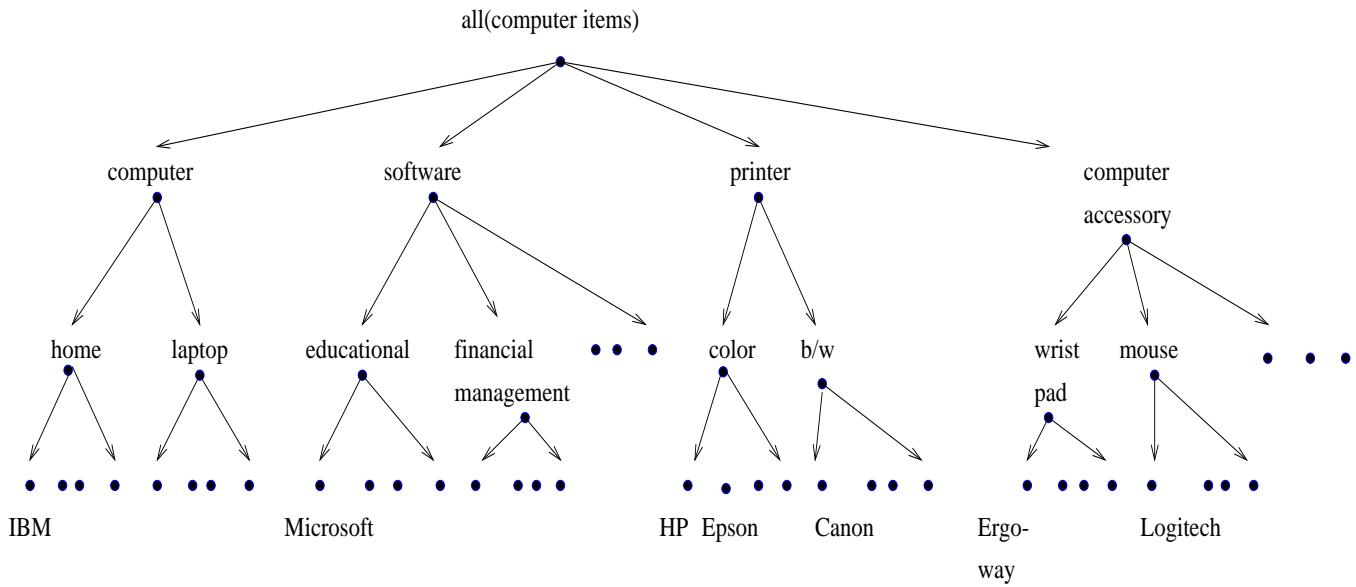 all(computer items)
computer
software
printer
computer
accessory
home
laptop
educational
financial
management
color
b/w
wrist
pad
mouse
IBM
Microsoft
HP
Epson
Canon
Ergo-
way
Logitech